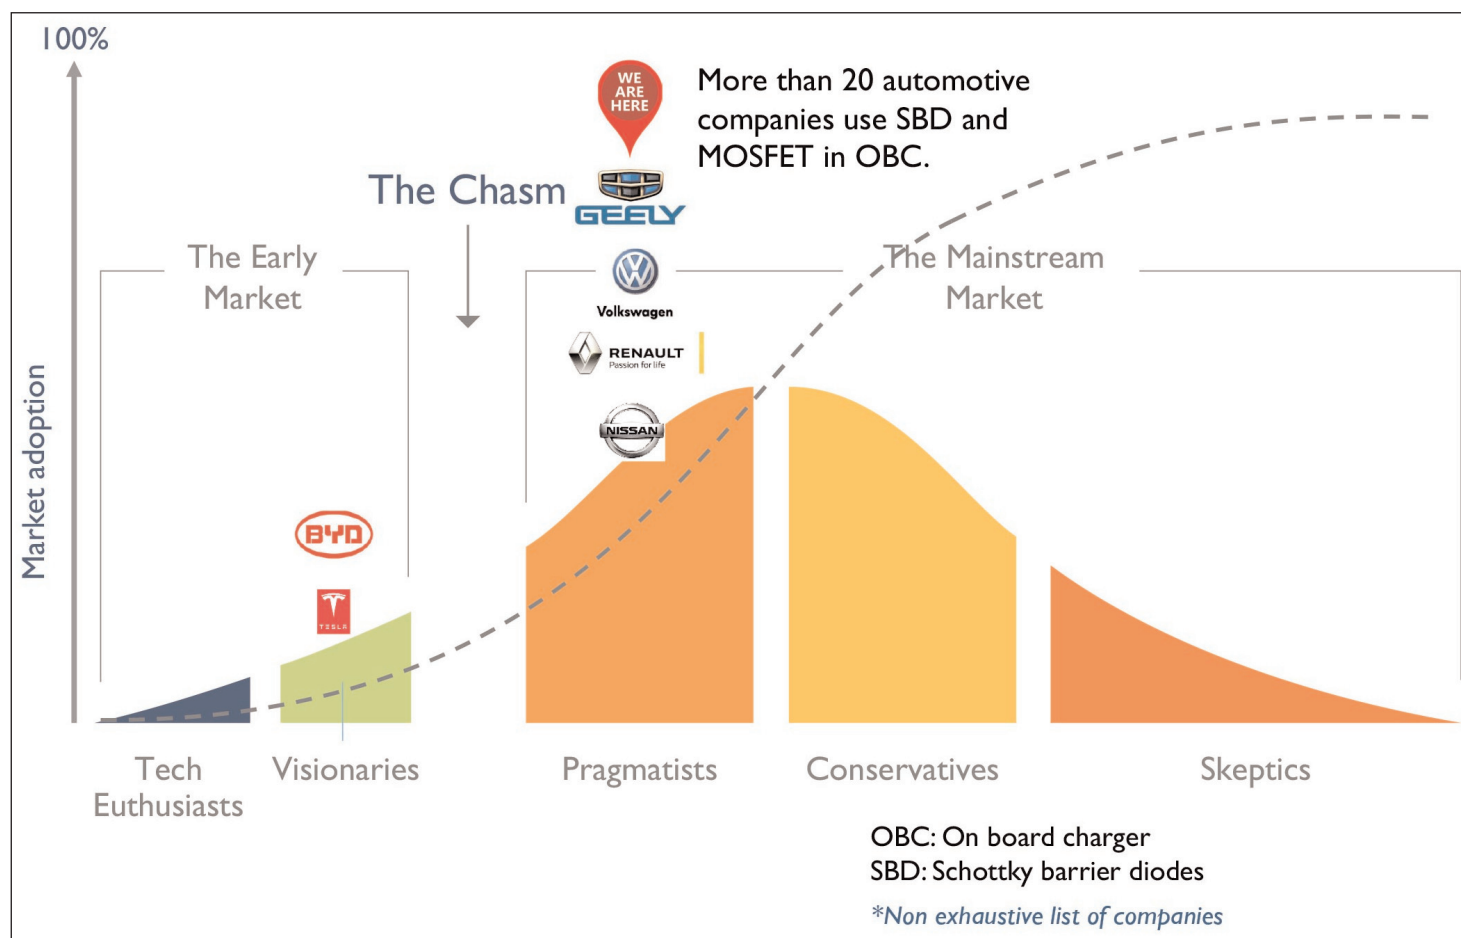 100%
WE
ARE
HERE
More than 20 automotive
companies use SBD and
MOSFET in OBC.
The Chasm
GEELY
The Early
Market
The Mainstream
Market
Volkswagen
RENAULT
Passion for life
NISSAN
Market adoption
BYD
TESLA
Tech
Euthusiasts
Visionaries
Pragmatists
Conservatives
Skeptics
OBC: On board charger
SBD: Schottky barrier diodes
*Non exhaustive list of companies